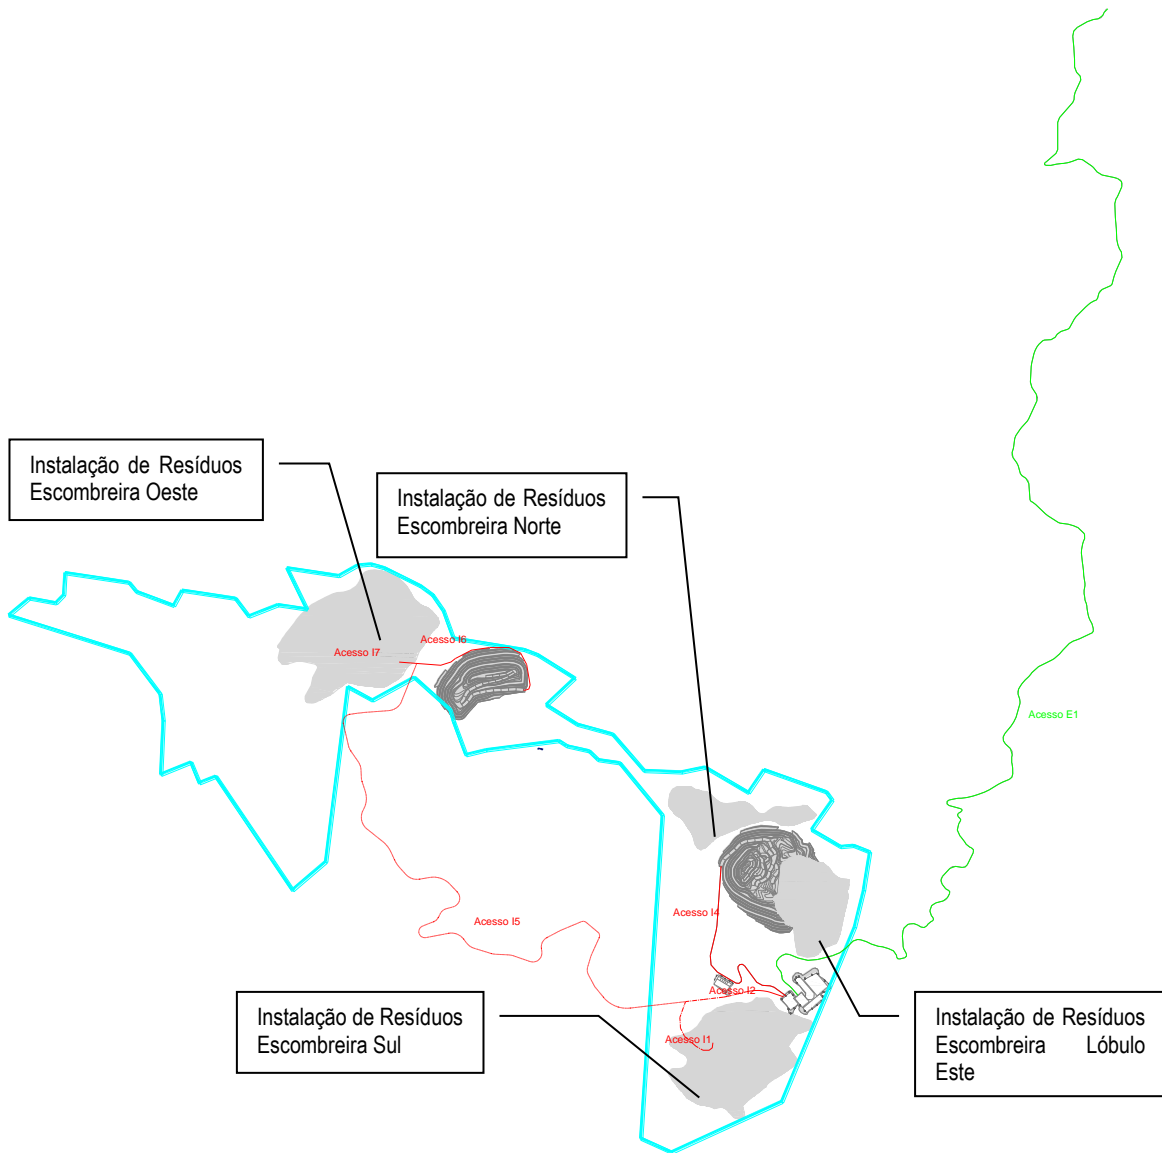 Instalação de Resíduos
Escombreira Oeste
Instalação de Resíduos
Escombreira Norte
Acesso I6
Acesso I7
Acesso E1
Acesso I4
Acesso I5
Acesso I2
Instalação de Resíduos
Escombreira Sul
Acesso I1
Instalação de Resíduos
Escombreira Lóbulo
Este